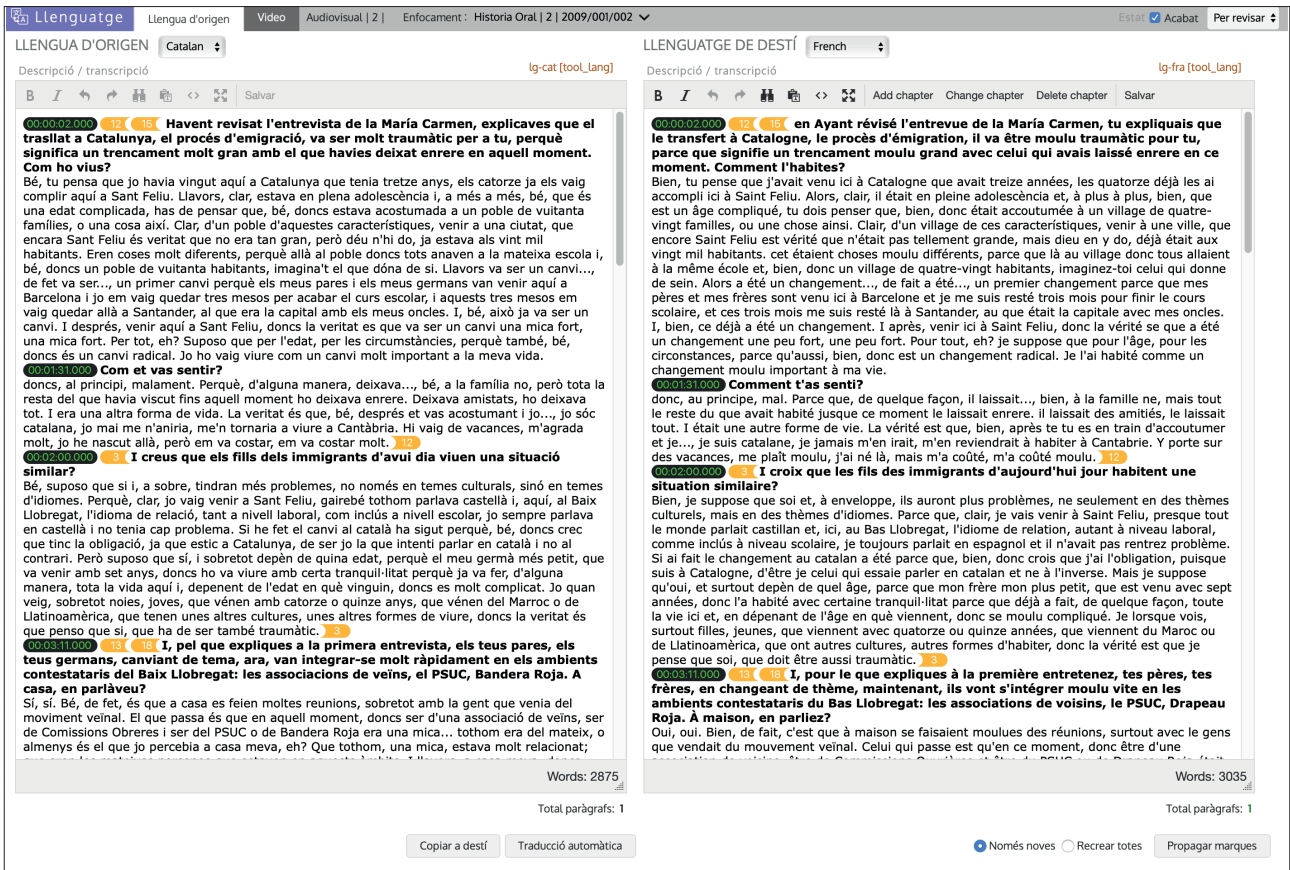 Llenguatge Llengua d'origen Video Audiovisual | 2 | Enfocament : Historia Oral | 2 | 2009/001/002 Estat Acabat Per revisar
LLENGUA D'ORIGEN Catalan
Descripció / transcripció lg-cat [tool_lang]
B I Salvar
00:00:02.000 12 15 Havent revisat l'entrevista de la María Carmen, explicaves que el
trasllat a Catalunya, el procés d'emigració, va ser molt traumàtic per a tu, perquè
significa un trencament molt gran amb el que havies deixat enrere en aquell moment.
Com ho vius?
Bé, tu pensa que jo havia vingut aquí a Catalunya que tenia tretze anys, els catorze ja els vaig
complir aquí a Sant Feliu. Llavors, clar, estava en plena adolescència i, a més a més, bé, que és
una edat complicada, has de pensar que, bé, doncs estava acostumada a un poble de vuitanta
famílies, o una cosa així. Clar, d'un poble d'aquestes característiques, venir a una ciutat, que
encara Sant Feliu és veritat que no era tan gran, però déu n'hi do, ja estava als vint mil
habitants. Eren coses molt diferents, perquè allà al poble doncs tots anaven a la mateixa escola i,
bé, doncs un poble de vuitanta habitants, imagina't el que dóna de si. Llavors va ser un canvi...,
de fet va ser..., un primer canvi perquè els meus pares i els meus germans van venir aquí a
Barcelona i jo em vaig quedar tres mesos per acabar el curs escolar, i aquests tres mesos em
vaig quedar allà a Santander, al que era la capital amb els meus oncles. I, bé, això ja va ser un
canvi. I després, venir aquí a Sant Feliu, doncs la veritat es que va ser un canvi una mica fort,
una mica fort. Per tot, eh? Suposo que per l'edat, per les circumstàncies, perquè també, bé,
doncs és un canvi radical. Jo ho vaig viure com un canvi molt important a la meva vida.
00:01:31.000 Com et vas sentir?
doncs, al principi, malament. Perquè, d'alguna manera, deixava..., bé, a la família no, però tota la
resta del que havia viscut fins aquell moment ho deixava enrere. Deixava amistats, ho deixava
tot. I era una altra forma de vida. La veritat és que, bé, després et vas acostumant i jo..., jo sóc
catalana, jo mai me n'aniria, me'n tornaria a viure a Cantàbria. Hi vaig de vacances, m'agrada
molt, jo he nascut allà, però em va costar, em va costar molt. 12
00:02:00.000 3 I creus que els fills dels immigrants d'avui dia viuen una situació
similar?
Bé, suposo que si i, a sobre, tindran més problemes, no només en temes culturals, sinó en temes
d'idiomes. Perquè, clar, jo vaig venir a Sant Feliu, gairebé tothom parlava castellà i, aquí, al Baix
Llobregat, l'idioma de relació, tant a nivell laboral, com inclús a nivell escolar, jo sempre parlava
en castellà i no tenia cap problema. Si he fet el canvi al català ha sigut perquè, bé, doncs crec
que tinc la obligació, ja que estic a Catalunya, de ser jo la que intenti parlar en català i no al
contrari. Però suposo que sí, i sobretot depèn de quina edat, perquè el meu germà més petit, que
va venir amb set anys, doncs ho va viure amb certa tranquil·litat perquè ja va fer, d'alguna
manera, tota la vida aquí i, depenent de l'edat en què vinguin, doncs es molt complicat. Jo quan
veig, sobretot noies, joves, que vénen amb catorze o quinze anys, que vénen del Marroc o de
Llatinoamèrica, que tenen unes altres cultures, unes altres formes de viure, doncs la veritat és
que penso que si, que ha de ser també traumàtic. 3
00:03:11.000 13 18 I, pel que expliques a la primera entrevista, els teus pares, els
teus germans, canviant de tema, ara, van integrar-se molt ràpidament en els ambients
contestataris del Baix Llobregat: les associacions de veïns, el PSUC, Bandera Roja. A
casa, en parlàveu?
Sí, sí. Bé, de fet, és que a casa es feien moltes reunions, sobretot amb la gent que venia del
moviment veïnal. El que passa és que en aquell moment, doncs ser d'una associació de veïns, ser
de Comissions Obreres i ser del PSUC o de Bandera Roja era una mica... tothom era del mateix, o
almenys és el que jo percebia a casa meva, eh? Que tothom, una mica, estava molt relacionat;
Words: 2875
Total paràgrafs: 1
Copiar a destí Traducció automàtica
LLENGUATGE DE DESTÍ French
Descripció / transcripció lg-fra [tool_lang]
B I Add chapter Change chapter Delete chapter Salvar
00:00:02.000 12 15 en Ayant révisé l'entrevue de la María Carmen, tu expliquais que
le transfert à Catalogne, le procès d'émigration, il va être moulu traumàtic pour tu,
parce que signifie un trencament moulu grand avec celui qui avais laissé enrere en ce
moment. Comment l'habites?
Bien, tu pense que j'avait venu ici à Catalogne que avait treize années, les quatorze déjà les ai
accompli ici à Saint Feliu. Alors, clair, il était en pleine adolescència et, à plus à plus, bien, que
est un âge compliqué, tu dois penser que, bien, donc était accoutumée à un village de quatre-
vingt familles, ou une chose ainsi. Clair, d'un village de ces caractéristiques, venir à une ville, que
encore Saint Feliu est vérité que n'était pas tellement grande, mais dieu en y do, déjà était aux
vingt mil habitants. cet étaient choses moulu différents, parce que là au village donc tous allaient
à la même école et, bien, donc un village de quatre-vingt habitants, imaginez-toi celui qui donne
de sein. Alors a été un changement..., de fait a été..., un premier changement parce que mes
pères et mes frères sont venu ici à Barcelone et je me suis resté trois mois pour finir le cours
scolaire, et ces trois mois me suis resté là à Santander, au que était la capitale avec mes oncles.
I, bien, ce déjà a été un changement. I après, venir ici à Saint Feliu, donc la vérité se que a été
un changement une peu fort, une peu fort. Pour tout, eh? je suppose que pour l'âge, pour les
circonstances, parce qu'aussi, bien, donc est un changement radical. Je l'ai habité comme un
changement moulu important à ma vie.
00:01:31.000 Comment t'as senti?
donc, au principe, mal. Parce que, de quelque façon, il laissait..., bien, à la famille ne, mais tout
le reste du que avait habité jusque ce moment le laissait enrere. il laissait des amitiés, le laissait
tout. I était une autre forme de vie. La vérité est que, bien, après te tu es en train d'accoutumer
et je..., je suis catalane, je jamais m'en irait, m'en reviendrait à habiter à Cantabrie. Y porte sur
des vacances, me plaît moulu, j'ai né là, mais m'a coûté, m'a coûté moulu. 12
00:02:00.000 3 I croix que les fils des immigrants d'aujourd'hui jour habitent une
situation similaire?
Bien, je suppose que soi et, à enveloppe, ils auront plus problèmes, ne seulement en des thèmes
culturels, mais en des thèmes d'idiomes. Parce que, clair, je vais venir à Saint Feliu, presque tout
le monde parlait castillan et, ici, au Bas Llobregat, l'idiome de relation, autant à niveau laboral,
comme inclús à niveau scolaire, je toujours parlait en espagnol et il n'avait pas rentrez problème.
Si ai fait le changement au catalan a été parce que, bien, donc crois que j'ai l'obligation, puisque
suis à Catalogne, d'être je celui qui essaie parler en catalan et ne à l'inverse. Mais je suppose
qu'oui, et surtout depèn de quel âge, parce que mon frère mon plus petit, que est venu avec sept
années, donc l'a habité avec certaine tranquil·litat parce que déjà a fait, de quelque façon, toute
la vie ici et, en dépenant de l'âge en què viennent, donc se moulu compliqué. Je lorsque vois,
surtout filles, jeunes, que viennent avec quatorze ou quinze années, que viennent du Maroc ou
de Llatinoamèrica, que ont autres cultures, autres formes d'habiter, donc la vérité est que je
pense que soi, que doit être aussi traumàtic. 3
00:03:11.000 13 18 I, pour le que expliques à la première entretenez, tes pères, tes
frères, en changeant de thème, maintenant, ils vont s'intégrer moulu vite en les
ambients contestataris du Bas Llobregat: les associations de voisins, le PSUC, Drapeau
Roja. À maison, en parliez?
Oui, oui. Bien, de fait, c'est que à maison se faisaient moulues des réunions, surtout avec le gens
que vendait du mouvement veïnal. Celui qui passe est qu'en ce moment, donc être d'une
Words: 3035
Total paràgrafs: 1
Només noves Recrear totes Propagar marques